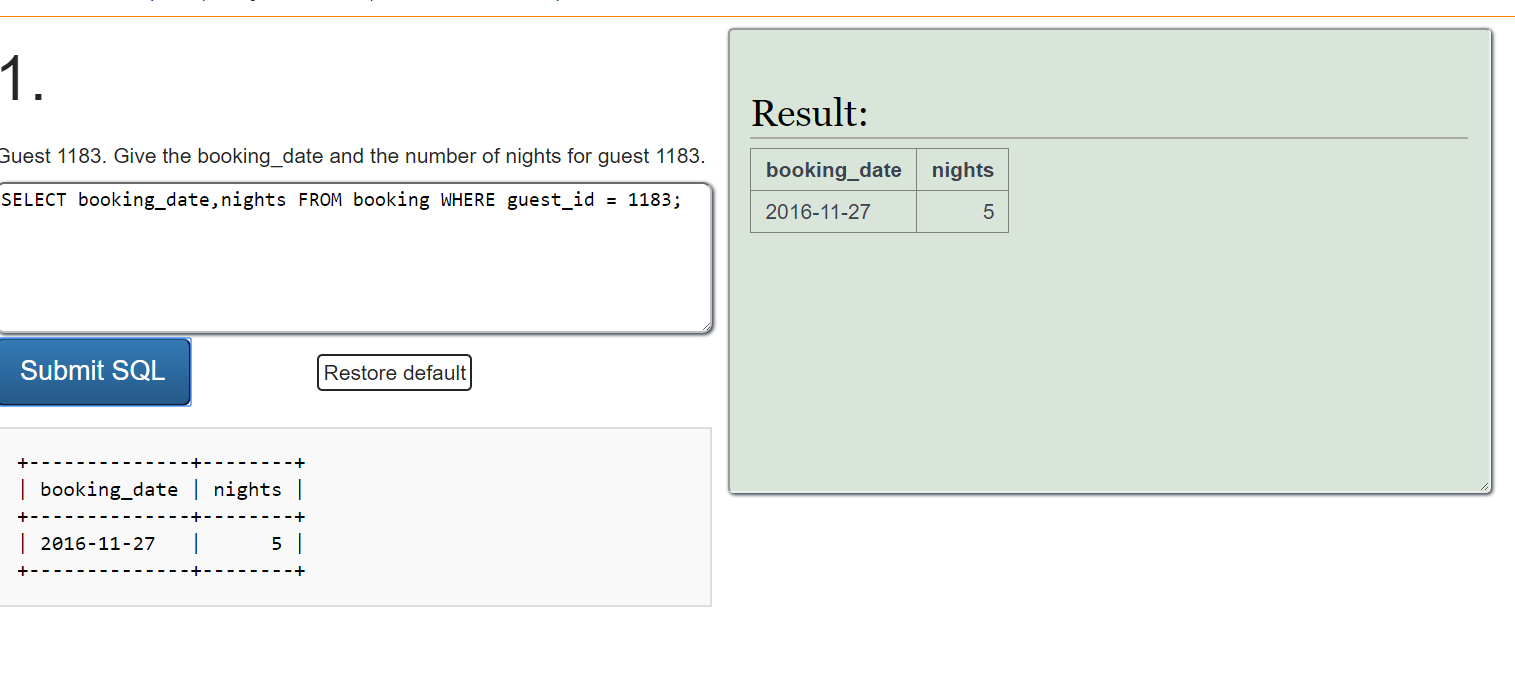 1.
Guest 1183. Give the booking_date and the number of nights for guest 1183.
SELECT booking_date,nights FROM booking WHERE guest_id = 1183;
Submit SQL
Restore default
+--------------+--------+
| booking_date | nights |
+--------------+--------+
| 2016-11-27   |      5 |
+--------------+--------+
Result:
booking_date nights
2016-11-27 5